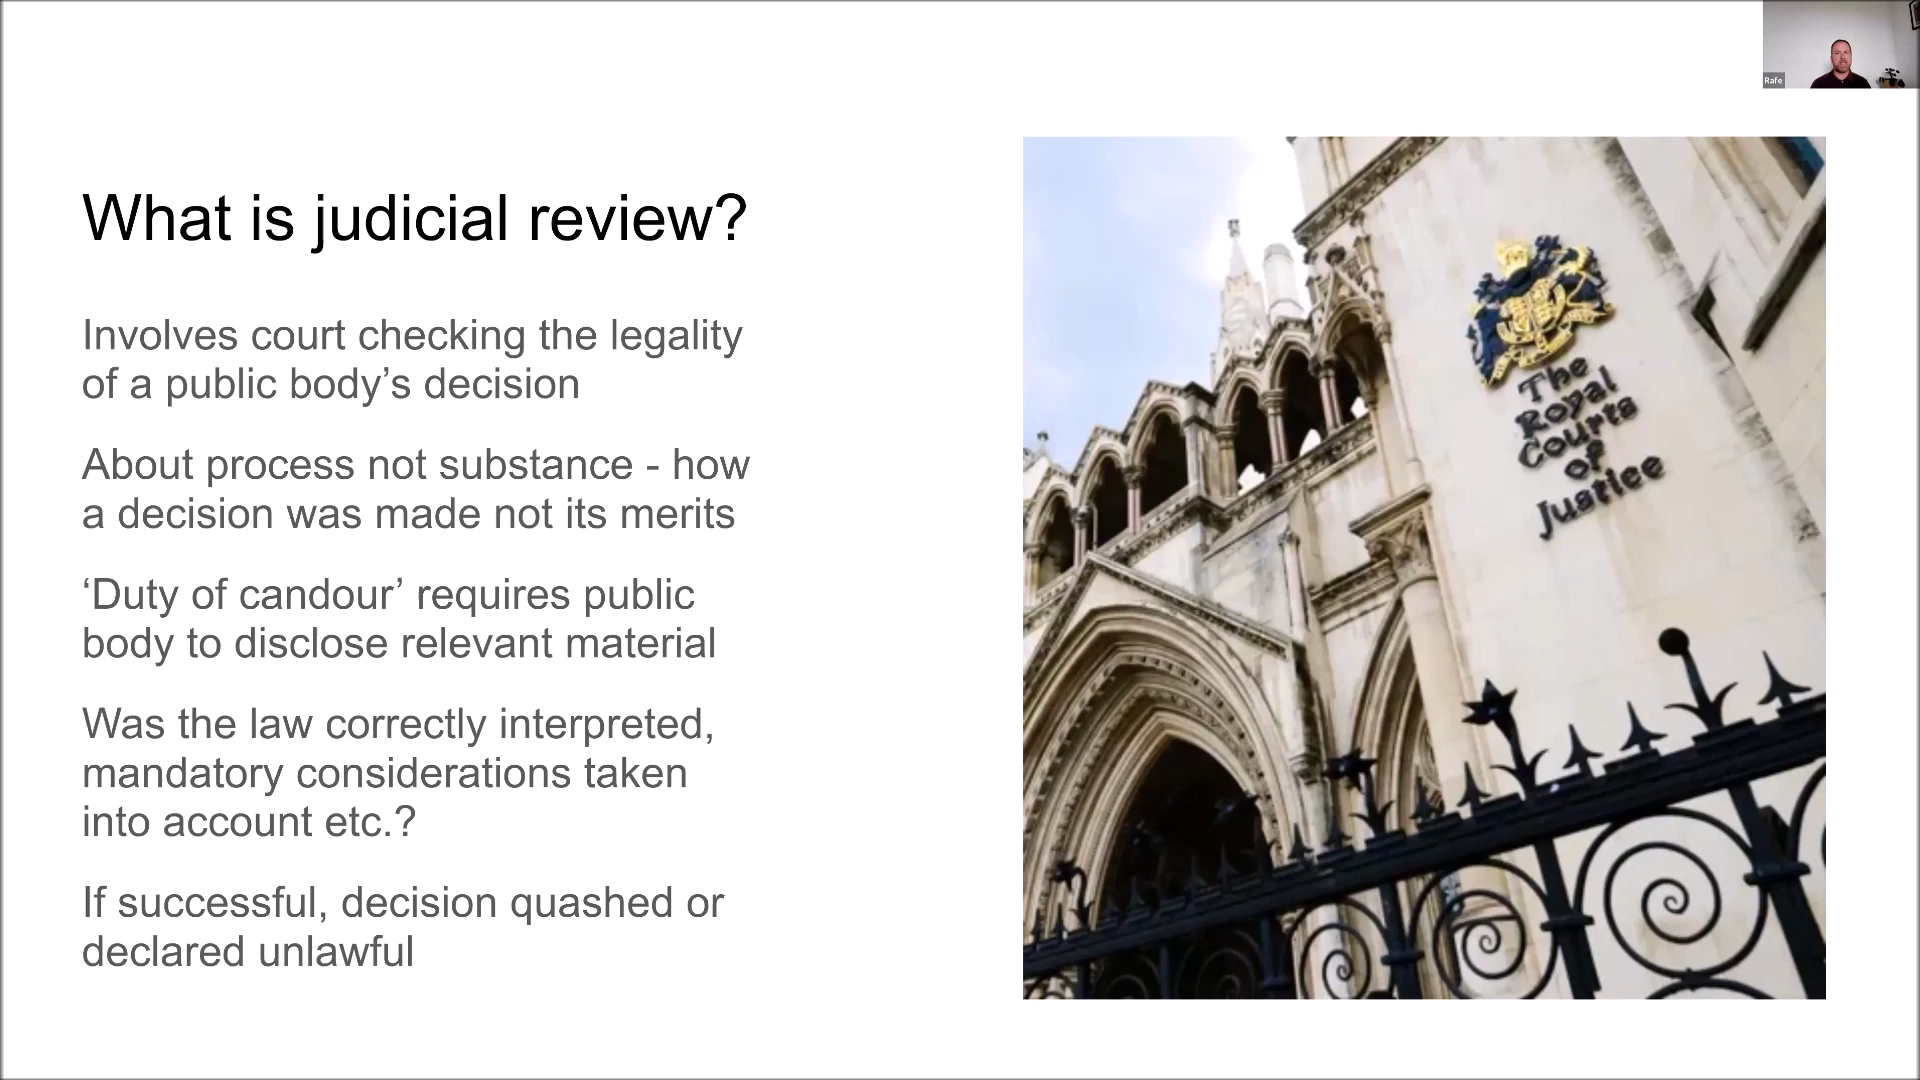 Rafe
What is judicial review?
Involves court checking the legality
of a public body’s decision
About process not substance - how
a decision was made not its merits
‘Duty of candour’ requires public
body to disclose relevant material
Was the law correctly interpreted,
mandatory considerations taken
into account etc.?
If successful, decision quashed or
declared unlawful
The
Royal
Courts
of
Justice